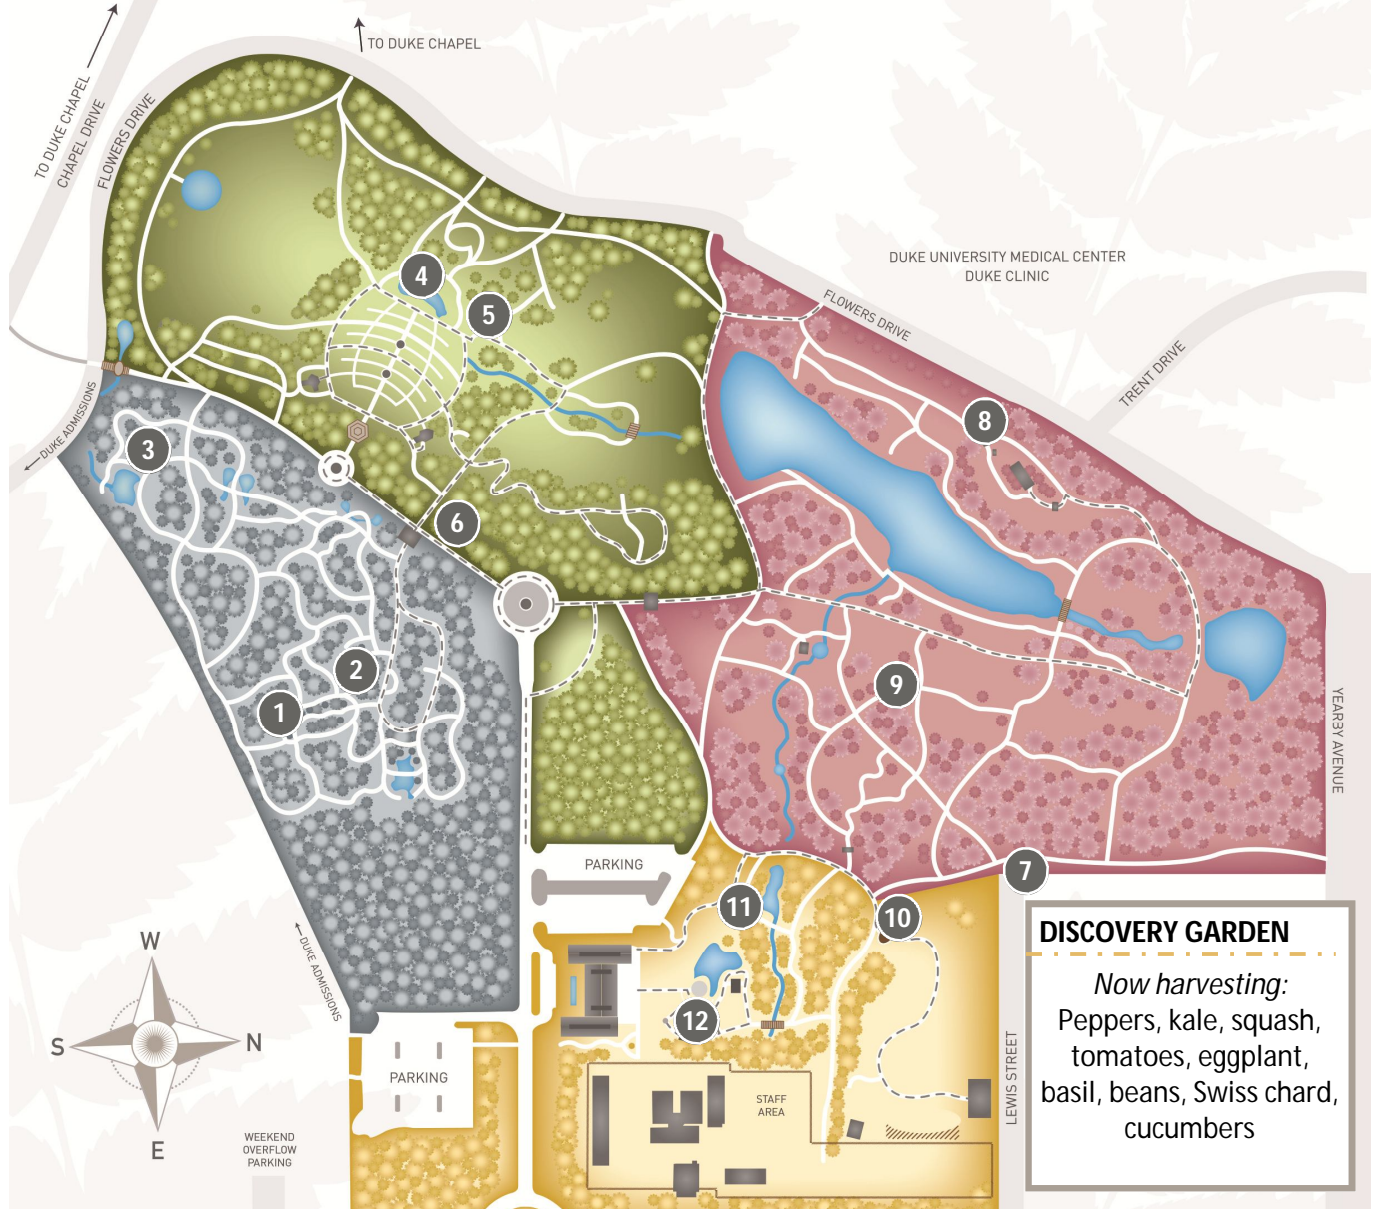 TO DUKE CHAPEL
TO DUKE CHAPEL
CHAPEL DRIVE
FLOWERS DRIVE
DUKE UNIVERSITY MEDICAL CENTER
DUKE CLINIC
FLOWERS DRIVE
TRENT DRIVE
4
5
8
DUKE ADMISSIONS
3
6
2
9
1
YEARBY AVENUE
PARKING
7
11
10
DISCOVERY GARDEN
Now harvesting:
Peppers, kale, squash,
tomatoes, eggplant,
basil, beans, Swiss chard,
cucumbers
W
S
N
E
DUKE ADMISSIONS
12
PARKING
STAFF
AREA
LEWIS STREET
WEEKEND
OVERFLOW
PARKING